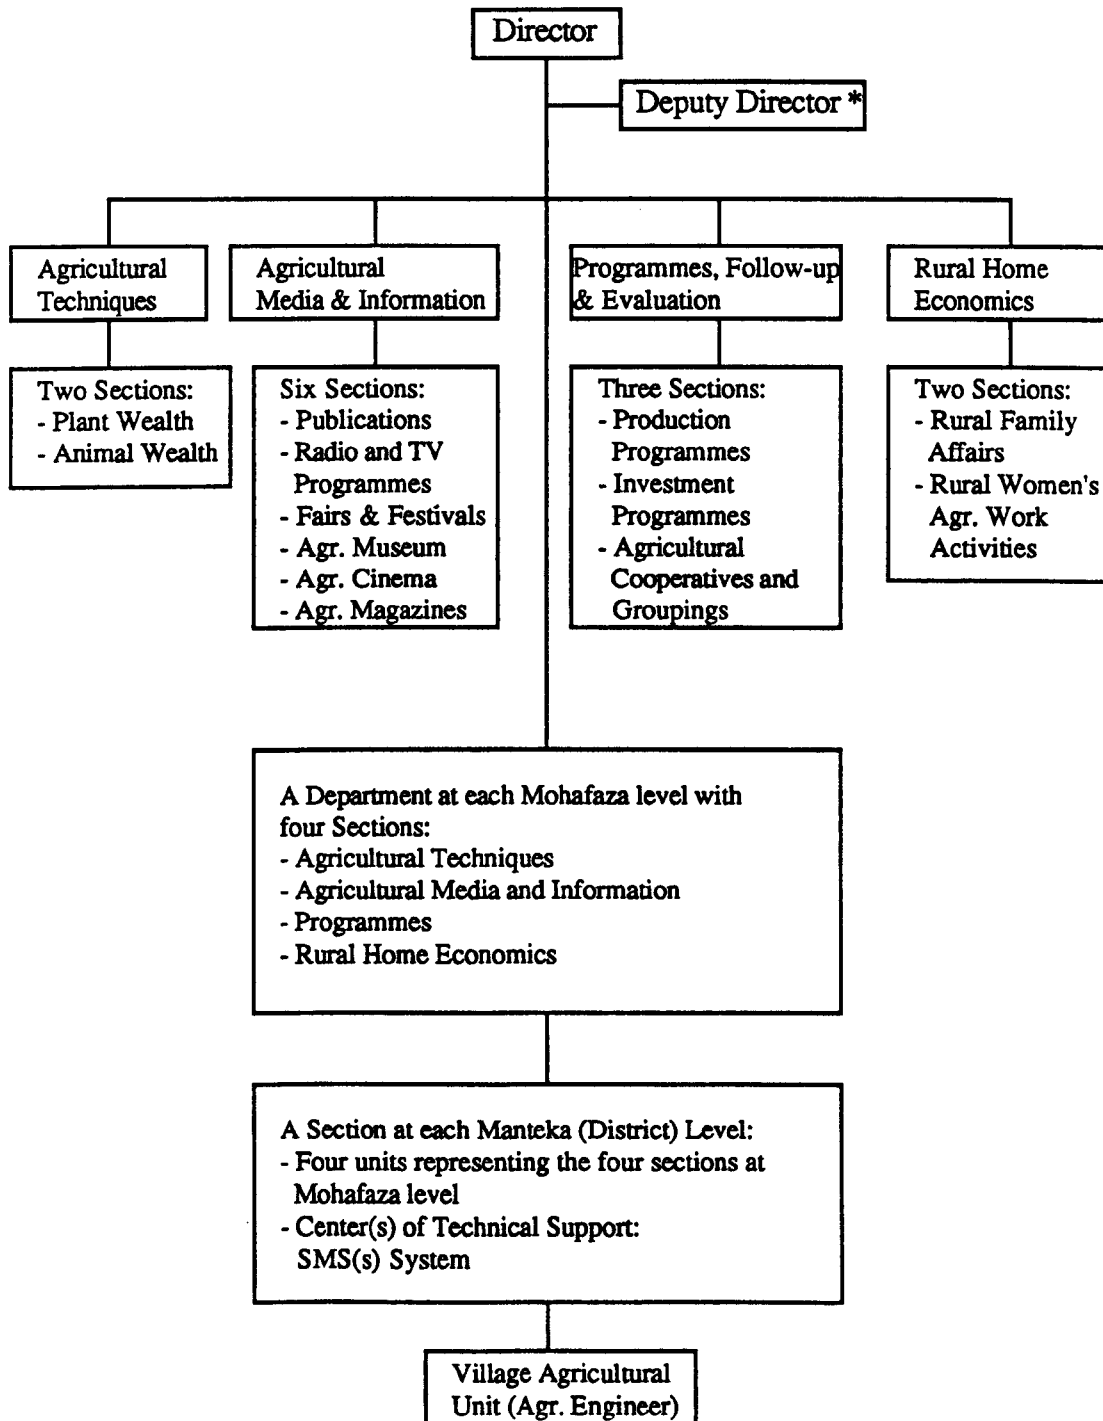 Director
Deputy Director *
Agricultural
Techniques
Agricultural
Media & Information
Programmes, Follow-up
& Evaluation
Rural Home
Economics
Two Sections:
- Plant Wealth
- Animal Wealth
Six Sections:
- Publications
- Radio and TV
Programmes
- Fairs & Festivals
- Agr. Museum
- Agr. Cinema
- Agr. Magazines
Three Sections:
- Production
Programmes
- Investment
Programmes
- Agricultural
Cooperatives and
Groupings
Two Sections:
- Rural Family
Affairs
- Rural Women's
Agr. Work
Activities
A Department at each Mohafaza level with
four Sections:
- Agricultural Techniques
- Agricultural Media and Information
- Programmes
- Rural Home Economics
A Section at each Manteka (District) Level:
- Four units representing the four sections at
Mohafaza level
- Center(s) of Technical Support:
SMS(s) System
Village Agricultural
Unit (Agr. Engineer)